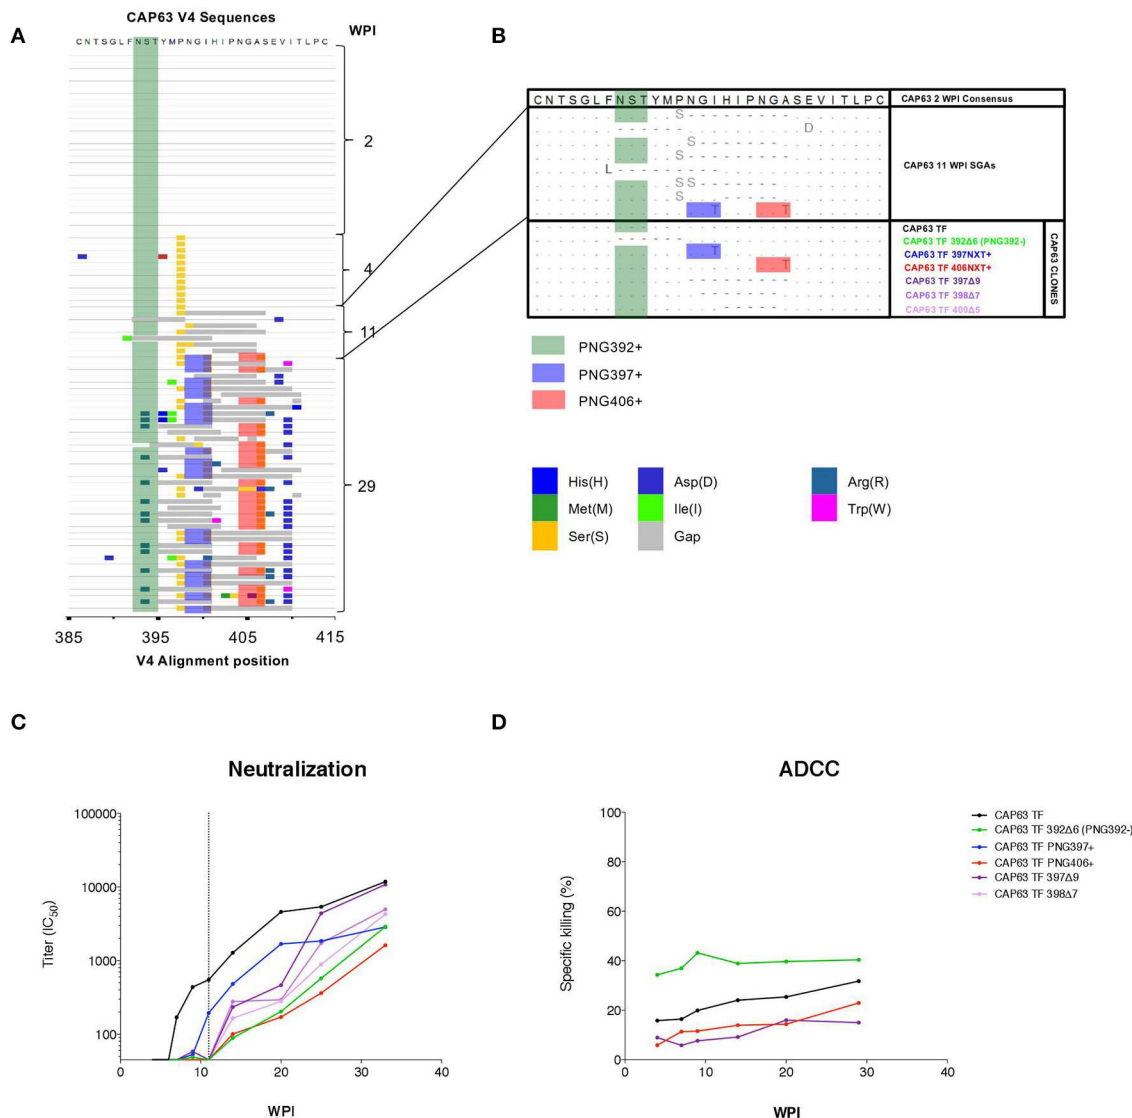 A
CAP63 V4 Sequences
WPI
CNTSGLFNSTYMPNGIHIPNGASEVITLPC
2
4
11
29
385 395 405 415
V4 Alignment position
B
C N T S G L F N S T Y M P N G I H I P N G A S E V I T L P C
CAP63 2 WPI Consensus
S
D
S
S
L
S S
S
T T
CAP63 11 WPI SGAs
CAP63 TF
CAP63 TF 392Δ6 (PNG392-)
T CAP63 TF 397NXT+
T CAP63 TF 406NXT+
CAP63 TF 397Δ9
CAP63 TF 398Δ7
CAP63 TF 400Δ5
CAP63 CLONES
PNG392+
PNG397+
PNG406+
His(H) Asp(D) Arg(R)
Met(M) Ile(I) Trp(W)
Ser(S) Gap
C
Neutralization
Titer (IC50)
100000
10000
1000
100
0 10 20 30 40
WPI
D
ADCC
Specific killing (%)
100
80
60
40
20
0
0 10 20 30 40
WPI
CAP63 TF
CAP63 TF 392Δ6 (PNG392-)
CAP63 TF PNG397+
CAP63 TF PNG406+
CAP63 TF 397Δ9
CAP63 TF 398Δ7